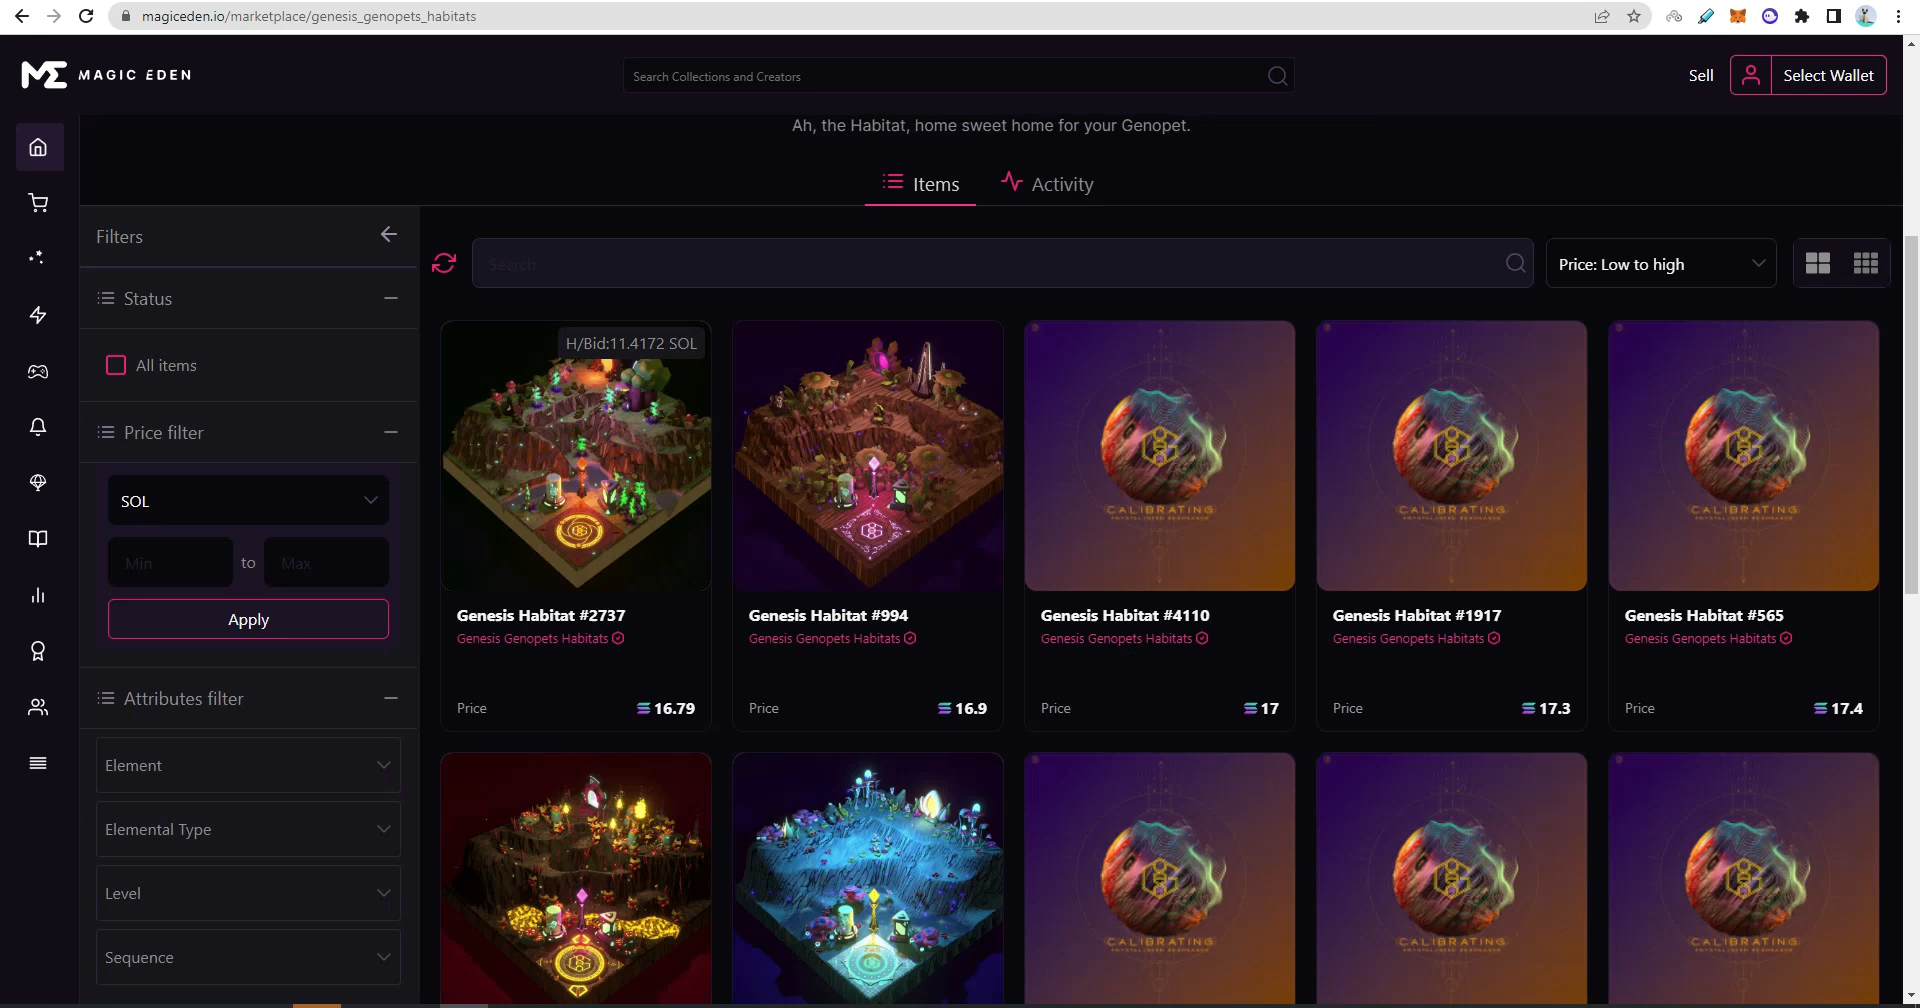 magiceden.io/marketplace/genesis_genopets_habitats
MAGIC EDEN
Search Collections and Creators
Sell
Select Wallet
Ah, the Habitat, home sweet home for your Genopet.
Items
Activity
Filters
Search
Price: Low to high
Status
All items
Price filter
SOL
Min
to
Max
Apply
Attributes filter
Element
Elemental Type
Level
Sequence
H/Bid:11.4172 SOL
CALIBRATING
CALIBRATING
CALIBRATING
Genesis Habitat #2737
Genesis Genopets Habitats
Price
16.79
Genesis Habitat #994
Genesis Genopets Habitats
Price
16.9
Genesis Habitat #4110
Genesis Genopets Habitats
Price
17
Genesis Habitat #1917
Genesis Genopets Habitats
Price
17.3
Genesis Habitat #565
Genesis Genopets Habitats
Price
17.4
CALIBRATING
CALIBRATING
CALIBRATING